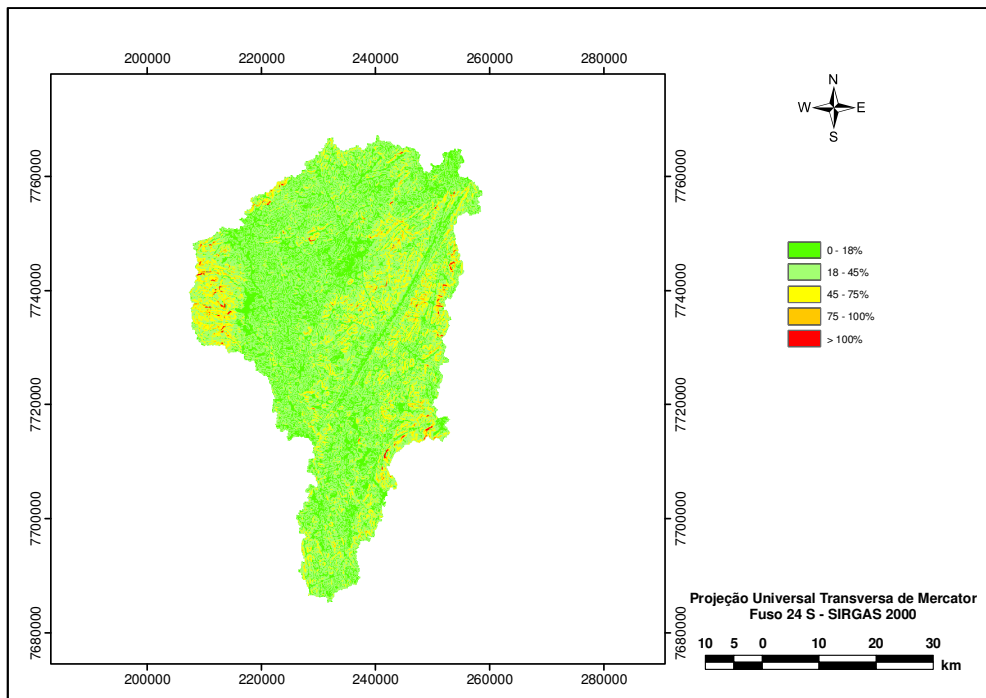 200000 220000 240000 260000 280000
N
W E
S
7760000 7760000
7740000 7740000
7720000 7720000
7700000 7700000
7680000 7680000
0 - 18%
18 - 45%
45 - 75%
75 - 100%
> 100%
Projeção Universal Transversa de Mercator
Fuso 24 S - SIRGAS 2000
10 5 0 10 20 30
km
200000 220000 240000 260000 280000